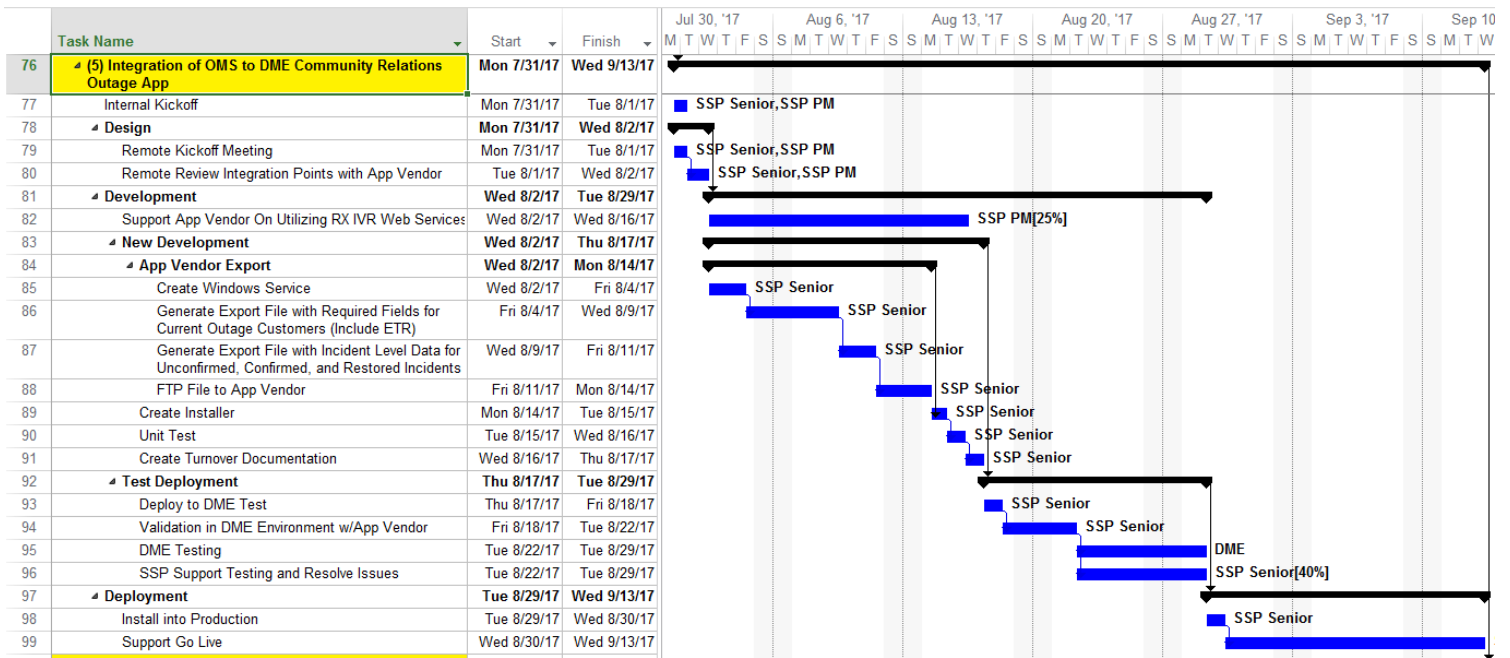 Jul 30, '17 Aug 6, '17 Aug 13, '17 Aug 20, '17 Aug 27, '17 Sep 3, '17 Sep 10
Task Name Start Finish M T W T F S S M T W T F S S M T W T F S S M T W T F S S M T W T F S S M T W T F S S M T W
76 (5) Integration of OMS to DME Community Relations Mon 7/31/17 Wed 9/13/17
Outage App
77 Internal Kickoff Mon 7/31/17 Tue 8/1/17 SSP Senior,SSP PM
78 Design Mon 7/31/17 Wed 8/2/17
79 Remote Kickoff Meeting Mon 7/31/17 Tue 8/1/17 SSP Senior,SSP PM
80 Remote Review Integration Points with App Vendor Tue 8/1/17 Wed 8/2/17 SSP Senior,SSP PM
81 Development Wed 8/2/17 Tue 8/29/17
82 Support App Vendor On Utilizing RX IVR Web Services Wed 8/2/17 Wed 8/16/17 SSP PM[25%]
83 New Development Wed 8/2/17 Thu 8/17/17
84 App Vendor Export Wed 8/2/17 Mon 8/14/17
85 Create Windows Service Wed 8/2/17 Fri 8/4/17 SSP Senior
86 Generate Export File with Required Fields for Fri 8/4/17 Wed 8/9/17 SSP Senior
Current Outage Customers (Include ETR)
87 Generate Export File with Incident Level Data for Wed 8/9/17 Fri 8/11/17 SSP Senior
Unconfirmed, Confirmed, and Restored Incidents
88 FTP File to App Vendor Fri 8/11/17 Mon 8/14/17 SSP Senior
89 Create Installer Mon 8/14/17 Tue 8/15/17 SSP Senior
90 Unit Test Tue 8/15/17 Wed 8/16/17 SSP Senior
91 Create Turnover Documentation Wed 8/16/17 Thu 8/17/17 SSP Senior
92 Test Deployment Thu 8/17/17 Tue 8/29/17
93 Deploy to DME Test Thu 8/17/17 Fri 8/18/17 SSP Senior
94 Validation in DME Environment w/App Vendor Fri 8/18/17 Tue 8/22/17 SSP Senior
95 DME Testing Tue 8/22/17 Tue 8/29/17 DME
96 SSP Support Testing and Resolve Issues Tue 8/22/17 Tue 8/29/17 SSP Senior[40%]
97 Deployment Tue 8/29/17 Wed 9/13/17
98 Install into Production Tue 8/29/17 Wed 8/30/17 SSP Senior
99 Support Go Live Wed 8/30/17 Wed 9/13/17